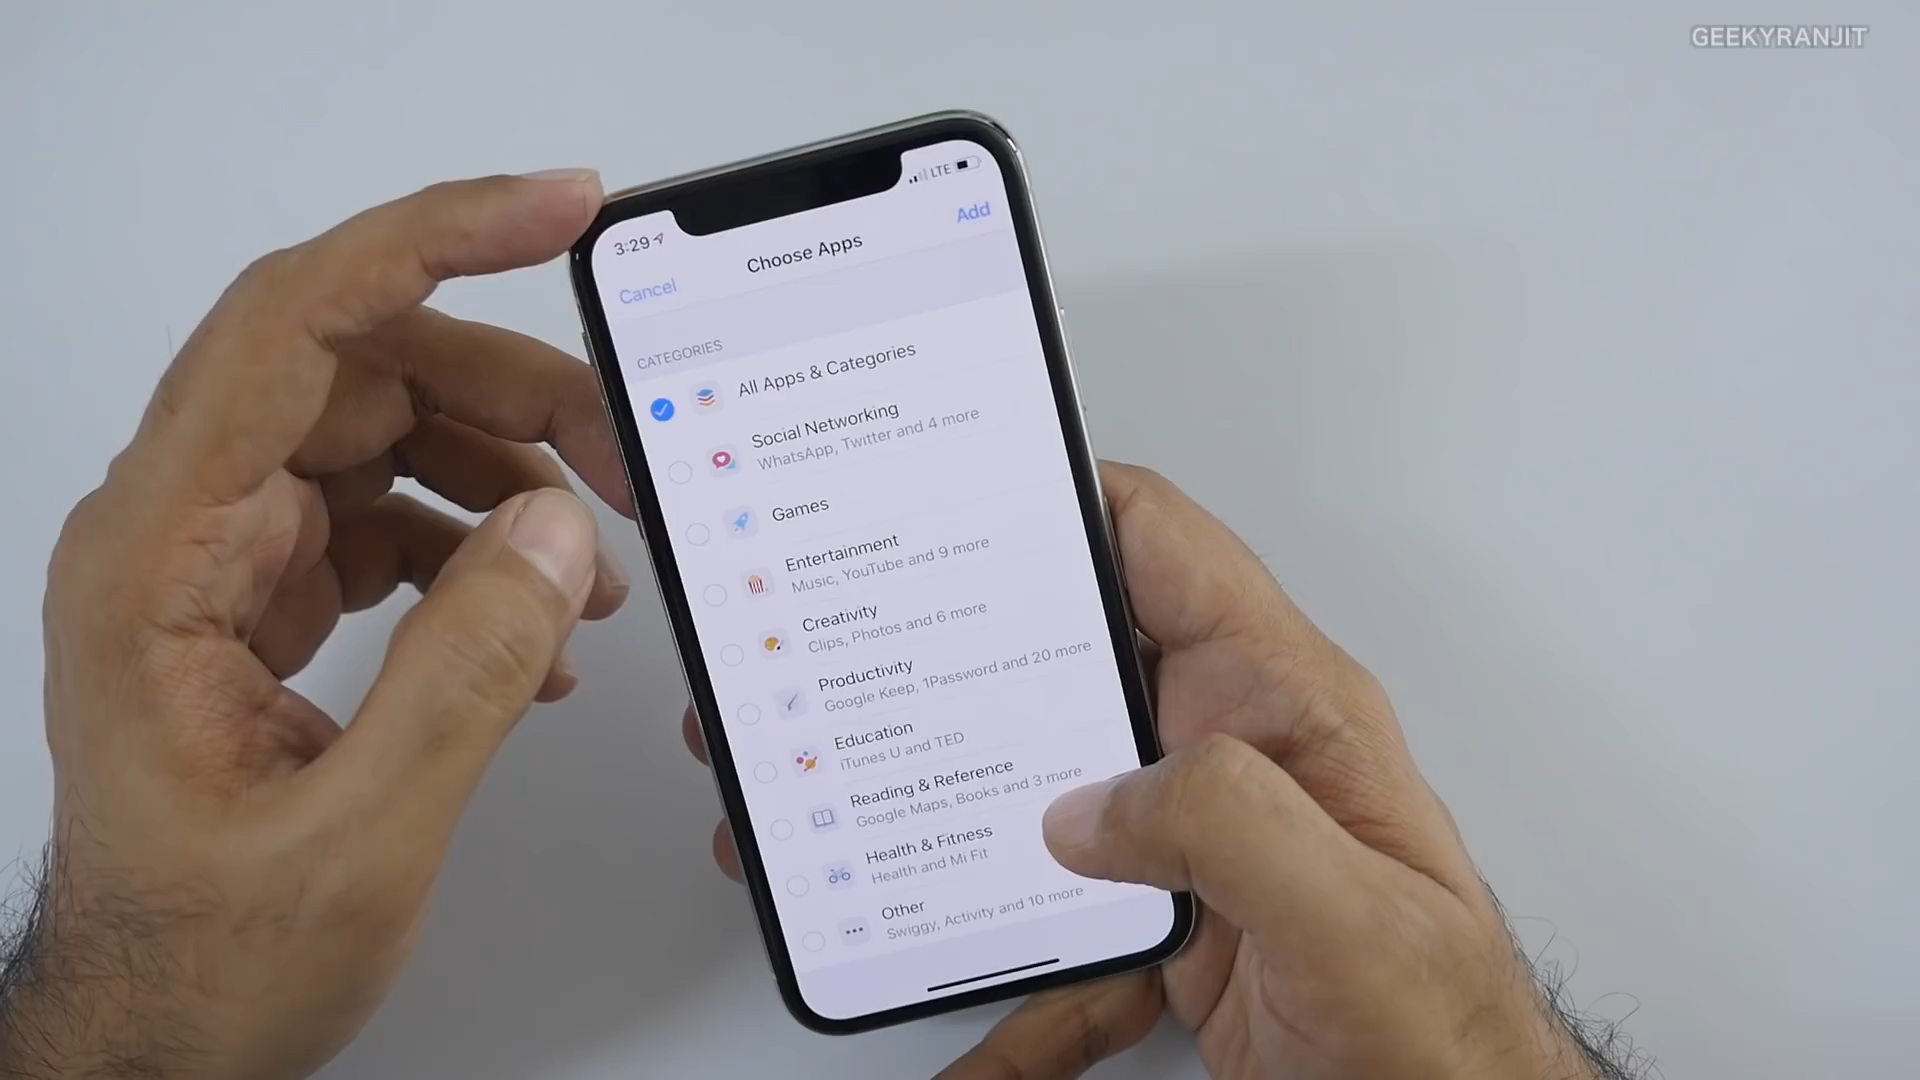 GEEKYRANJIT
3:29
LTE
Cancel
Choose Apps
Add
CATEGORIES
All Apps & Categories
Social Networking
WhatsApp, Twitter and 4 more
Games
Entertainment
Music, YouTube and 9 more
Creativity
Clips, Photos and 6 more
Productivity
Google Keep, 1Password and 20 more
Education
iTunes U and TED
Reading & Reference
Google Maps, Books and 3 more
Health & Fitness
Health and Mi Fit
Other
Swiggy, Activity and 10 more